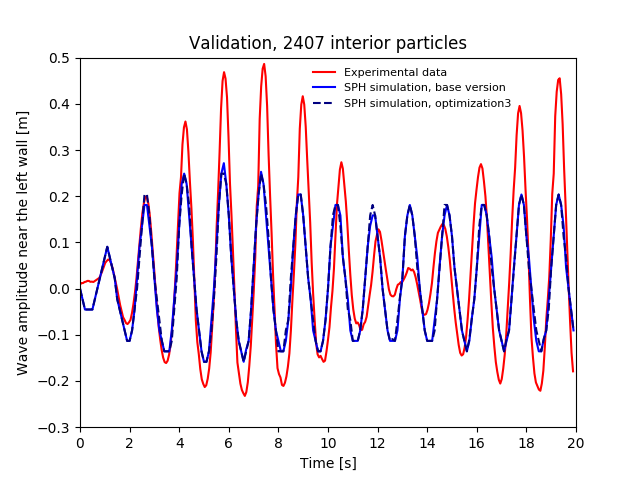 Validation, 2407 interior particles
Wave amplitude near the left wall [m]
0.5
0.4
0.3
0.2
0.1
0.0
−0.1
−0.2
−0.3
Experimental data
SPH simulation, base version
SPH simulation, optimization3
0 2 4 6 8 10 12 14 16 18 20
Time [s]